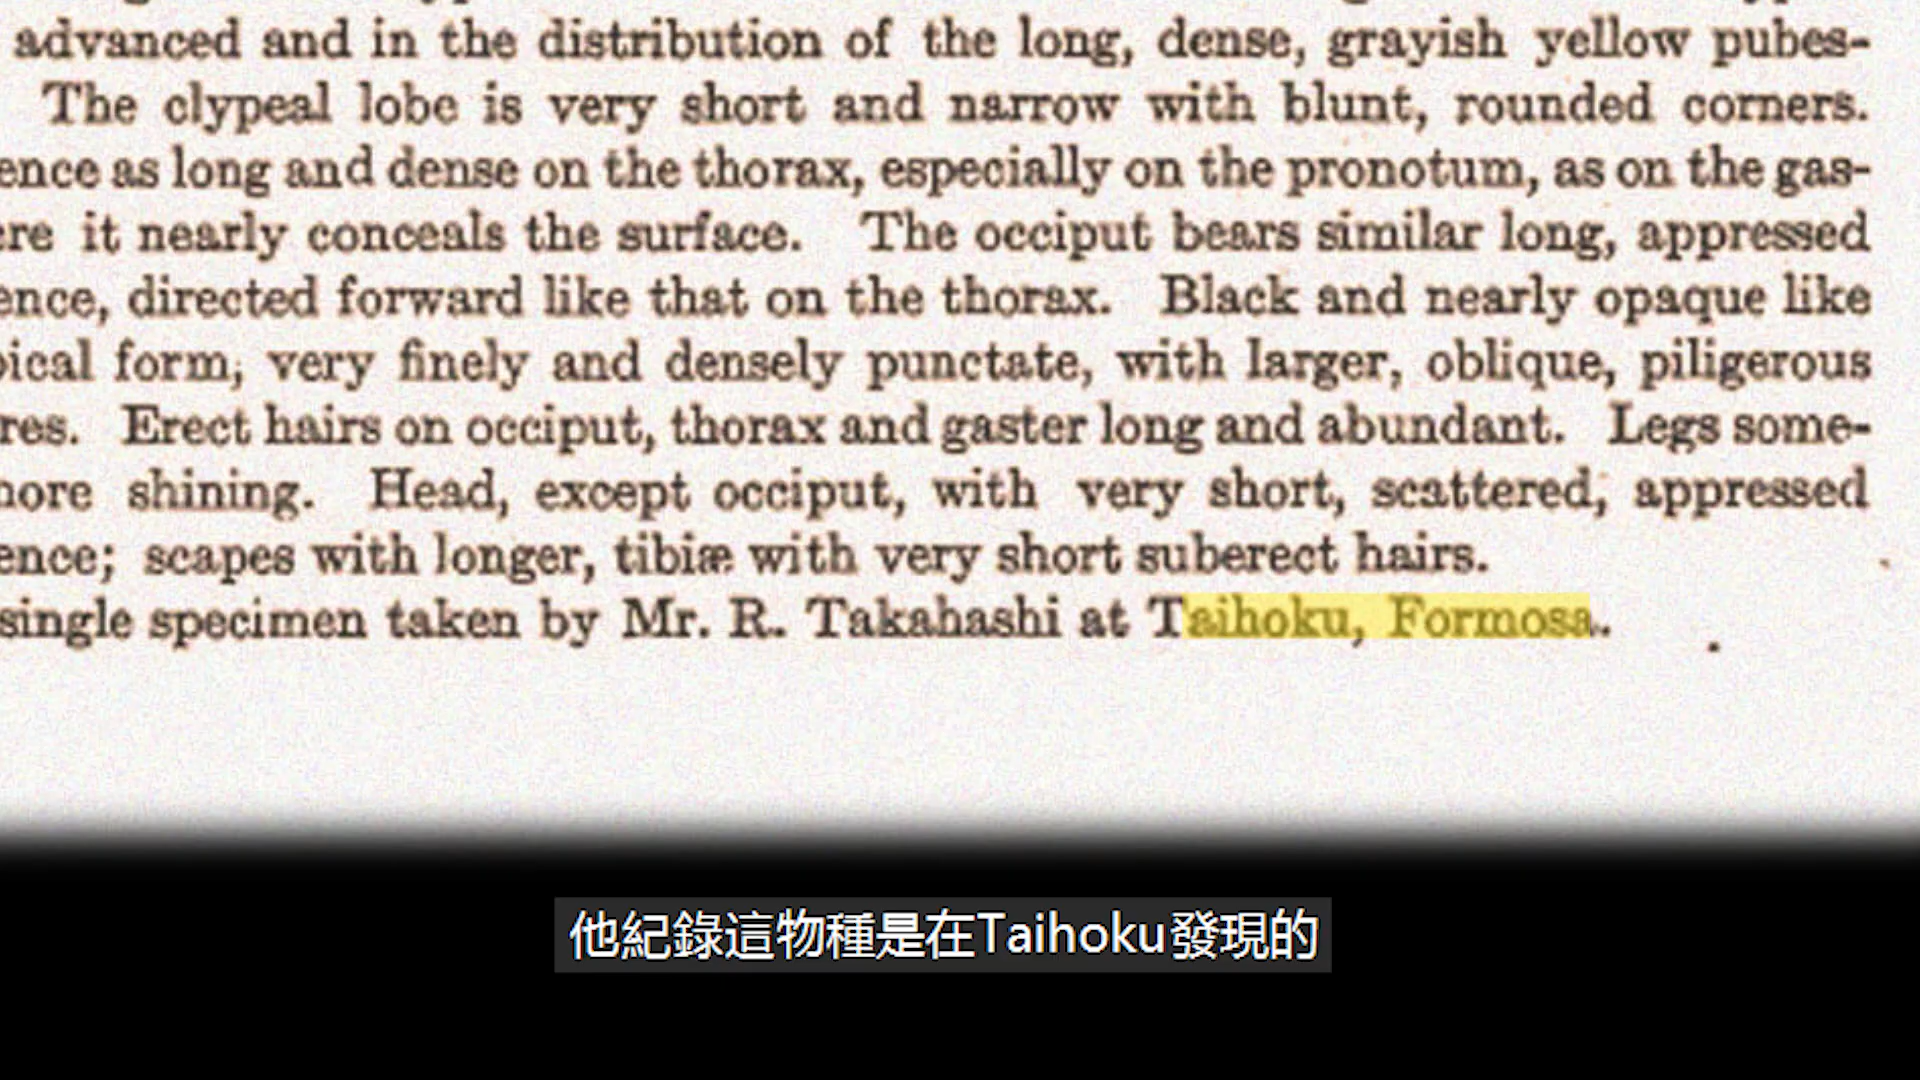 advanced and in the distribution of the long, dense, grayish yellow pubes-
The clypeal lobe is very short and narrow with blunt, rounded corners.
ence as long and dense on the thorax, especially on the pronotum, as on the gas-
ere it nearly conceals the surface. The occiput bears similar long, appressed
ence, directed forward like that on the thorax. Black and nearly opaque like
pical form; very finely and densely punctate, with larger, oblique, piligerous
res. Erect hairs on occiput, thorax and gaster long and abundant. Legs some-
more shining. Head, except occiput, with very short, scattered, appressed
ence; scapes with longer, tibiæ with very short suberect hairs.
single specimen taken by Mr. R. Takahashi at Taihoku, Formosa.
他紀錄這物種是在Taihoku發現的